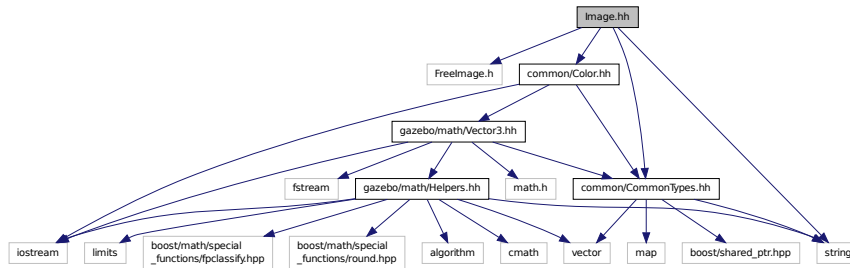 Image.hh
FreeImage.h
common/Color.hh
gazebo/math/Vector3.hh
fstream
gazebo/math/Helpers.hh
math.h
common/CommonTypes.hh
iostream
limits
boost/math/special
_functions/fpclassify.hpp
boost/math/special
_functions/round.hpp
algorithm
cmath
vector
map
boost/shared_ptr.hpp
string